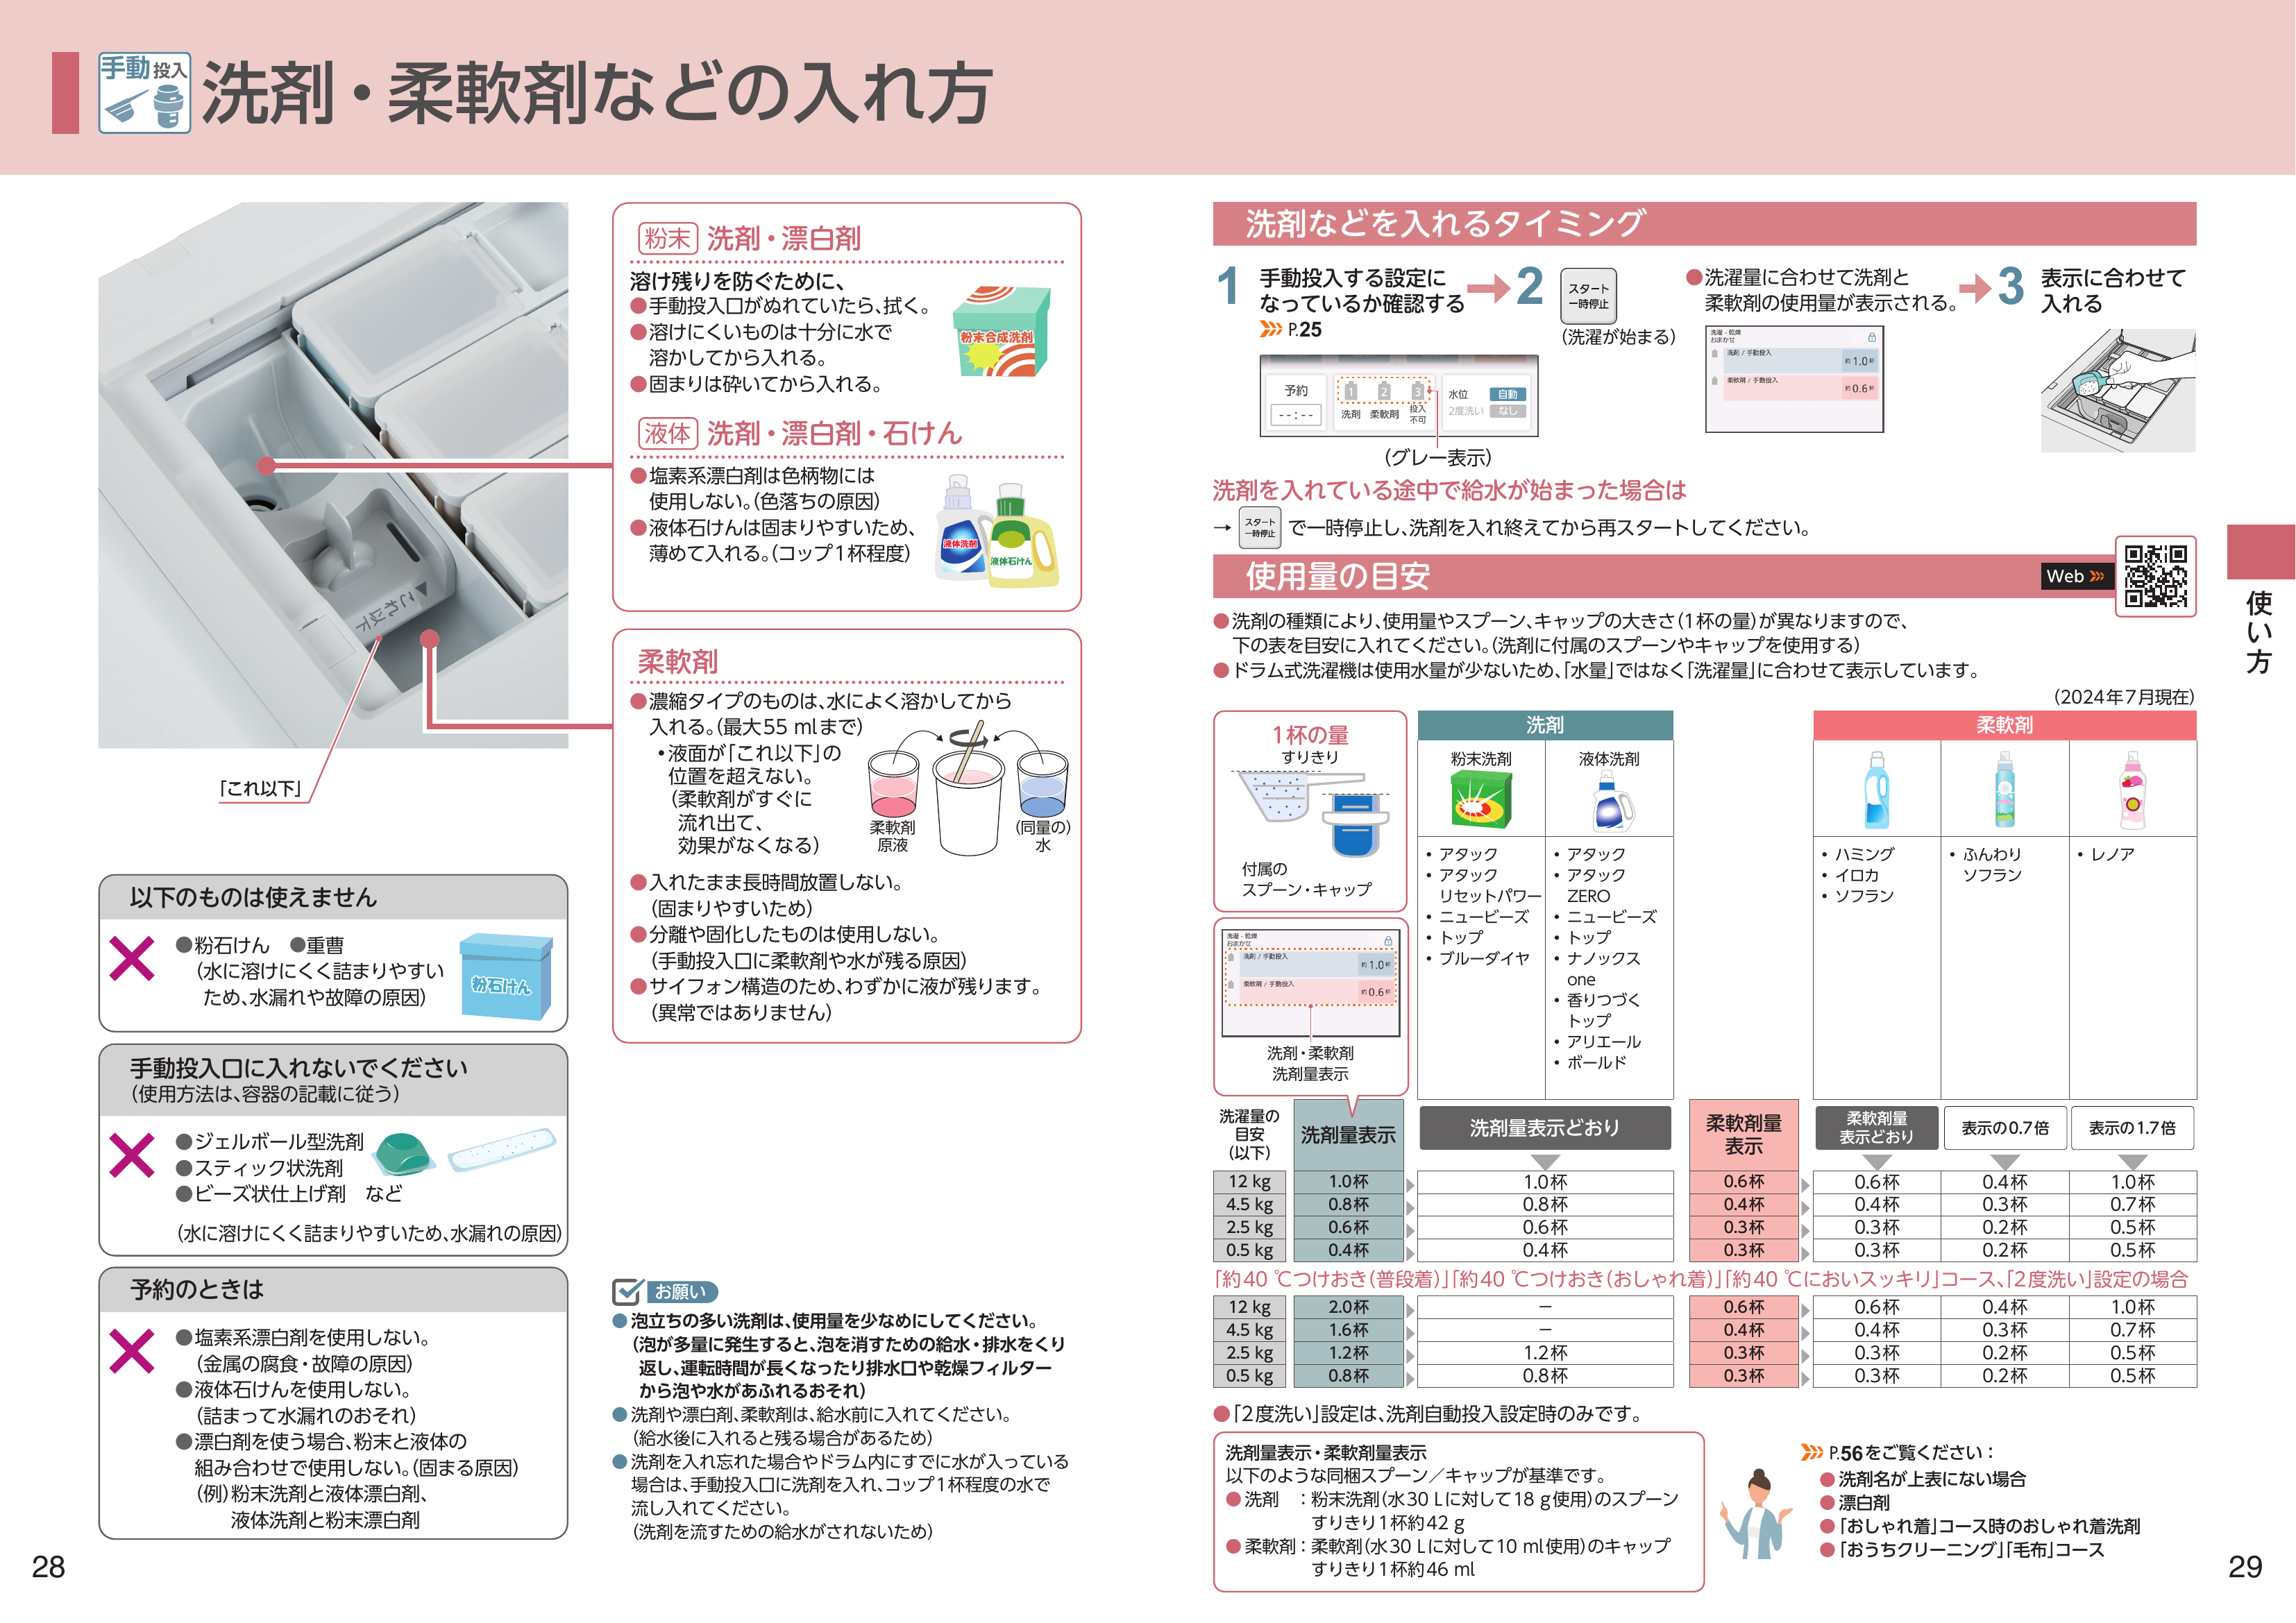 手動投入 洗剤・柔軟剤などの入れ方
これ以下
「これ以下」
粉末 洗剤・漂白剤
溶け残りを防ぐために、
●手動投入口がぬれていたら、拭く。
●溶けにくいものは十分に水で
溶かしてから入れる。
●固まりは砕いてから入れる。
粉末合成洗剤
液体 洗剤・漂白剤・石けん
●塩素系漂白剤は色柄物には
使用しない。(色落ちの原因)
●液体石けんは固まりやすいため、
薄めて入れる。(コップ1杯程度)
液体洗剤
液体石けん
柔軟剤
●濃縮タイプのものは、水によく溶かしてから
入れる。(最大55 mlまで)
・液面が「これ以下」の
位置を超えない。
(柔軟剤がすぐに
流れ出て、
効果がなくなる)
柔軟剤
原液
(同量の)
水
●入れたまま長時間放置しない。
(固まりやすいため)
●分離や固化したものは使用しない。
(手動投入口に柔軟剤や水が残る原因)
●サイフォン構造のため、わずかに液が残ります。
(異常ではありません)
以下のものは使えません
●粉石けん ●重曹
(水に溶けにくく詰まりやすい
ため、水漏れや故障の原因)
粉石けん
手動投入口に入れないでください
(使用方法は、容器の記載に従う)
●ジェルボール型洗剤
●スティック状洗剤
●ビーズ状仕上げ剤 など
(水に溶けにくく詰まりやすいため、水漏れの原因)
予約のときは
●塩素系漂白剤を使用しない。
(金属の腐食・故障の原因)
●液体石けんを使用しない。
(詰まって水漏れのおそれ)
●漂白剤を使う場合、粉末と液体の
組み合わせで使用しない。(固まる原因)
(例)粉末洗剤と液体漂白剤、
液体洗剤と粉末漂白剤
お願い
●泡立ちの多い洗剤は、使用量を少なめにしてください。
(泡が多量に発生すると、泡を消すための給水・排水をくり
返し、運転時間が長くなったり排水口や乾燥フィルター
から泡や水があふれるおそれ)
●洗剤や漂白剤、柔軟剤は、給水前に入れてください。
(給水後に入れると残る場合があるため)
●洗剤を入れ忘れた場合やドラム内にすでに水が入っている
場合は、手動投入口に洗剤を入れ、コップ1杯程度の水で
流し入れてください。
(洗剤を流すための給水がされないため)
28
洗剤などを入れるタイミング
1 手動投入する設定に
なっているか確認する
P.25
予約
--:--
1 2 3
洗剤 柔軟剤 投入
不可
水位 自動
2度洗い なし
(グレー表示)
2 スタート
一時停止
(洗濯が始まる)
●洗濯量に合わせて洗剤と
柔軟剤の使用量が表示される。
洗濯-乾燥
おまかせ
洗剤 / 手動投入 約1.0杯
柔軟剤 / 手動投入 約0.6杯
3 表示に合わせて
入れる
洗剤を入れている途中で給水が始まった場合は
→ スタート
一時停止 で一時停止し、洗剤を入れ終えてから再スタートしてください。
使用量の目安
Web
●洗剤の種類により、使用量やスプーン、キャップの大きさ(1杯の量)が異なりますので、
下の表を目安に入れてください。(洗剤に付属のスプーンやキャップを使用する)
●ドラム式洗濯機は使用水量が少ないため、「水量」ではなく「洗濯量」に合わせて表示しています。
(2024年7月現在)
使い方
1杯の量
すりきり
付属の
スプーン・キャップ
洗濯-乾燥
おまかせ
洗剤 / 手動投入 約1.0杯
柔軟剤 / 手動投入 約0.6杯
洗剤・柔軟剤
洗剤量表示
洗剤
粉末洗剤
・アタック
・アタック
リセットパワー
・ニュービーズ
・トップ
・ブルーダイヤ
液体洗剤
・アタック
・アタック
ZERO
・ニュービーズ
・トップ
・ナノックス
one
・香りつづく
トップ
・アリエール
・ボールド
柔軟剤
・ハミング
・イロカ
・ソフラン
・ふんわり
ソフラン
・レノア
洗濯量の
目安
(以下)
洗剤量表示
洗剤量表示どおり
柔軟剤量
表示
柔軟剤量
表示どおり
表示の0.7倍
表示の1.7倍
12 kg 1.0杯 1.0杯 0.6杯 0.6杯 0.4杯 1.0杯
4.5 kg 0.8杯 0.8杯 0.4杯 0.4杯 0.3杯 0.7杯
2.5 kg 0.6杯 0.6杯 0.3杯 0.3杯 0.2杯 0.5杯
0.5 kg 0.4杯 0.4杯 0.3杯 0.3杯 0.2杯 0.5杯
「約40 ℃つけおき(普段着)」「約40 ℃つけおき(おしゃれ着)」「約40 ℃においスッキリ」コース、「2度洗い」設定の場合
12 kg 2.0杯 − 0.6杯 0.6杯 0.4杯 1.0杯
4.5 kg 1.6杯 − 0.4杯 0.4杯 0.3杯 0.7杯
2.5 kg 1.2杯 1.2杯 0.3杯 0.3杯 0.2杯 0.5杯
0.5 kg 0.8杯 0.8杯 0.3杯 0.3杯 0.2杯 0.5杯
●「2度洗い」設定は、洗剤自動投入設定時のみです。
洗剤量表示・柔軟剤量表示
以下のような同梱スプーン／キャップが基準です。
●洗剤 ：粉末洗剤(水30 Lに対して18 g使用)のスプーン
すりきり1杯約42 g
●柔軟剤：柔軟剤(水30 Lに対して10 ml使用)のキャップ
すりきり1杯約46 ml
P.56をご覧ください：
●洗剤名が上表にない場合
●漂白剤
●「おしゃれ着」コース時のおしゃれ着洗剤
●「おうちクリーニング」「毛布」コース
29